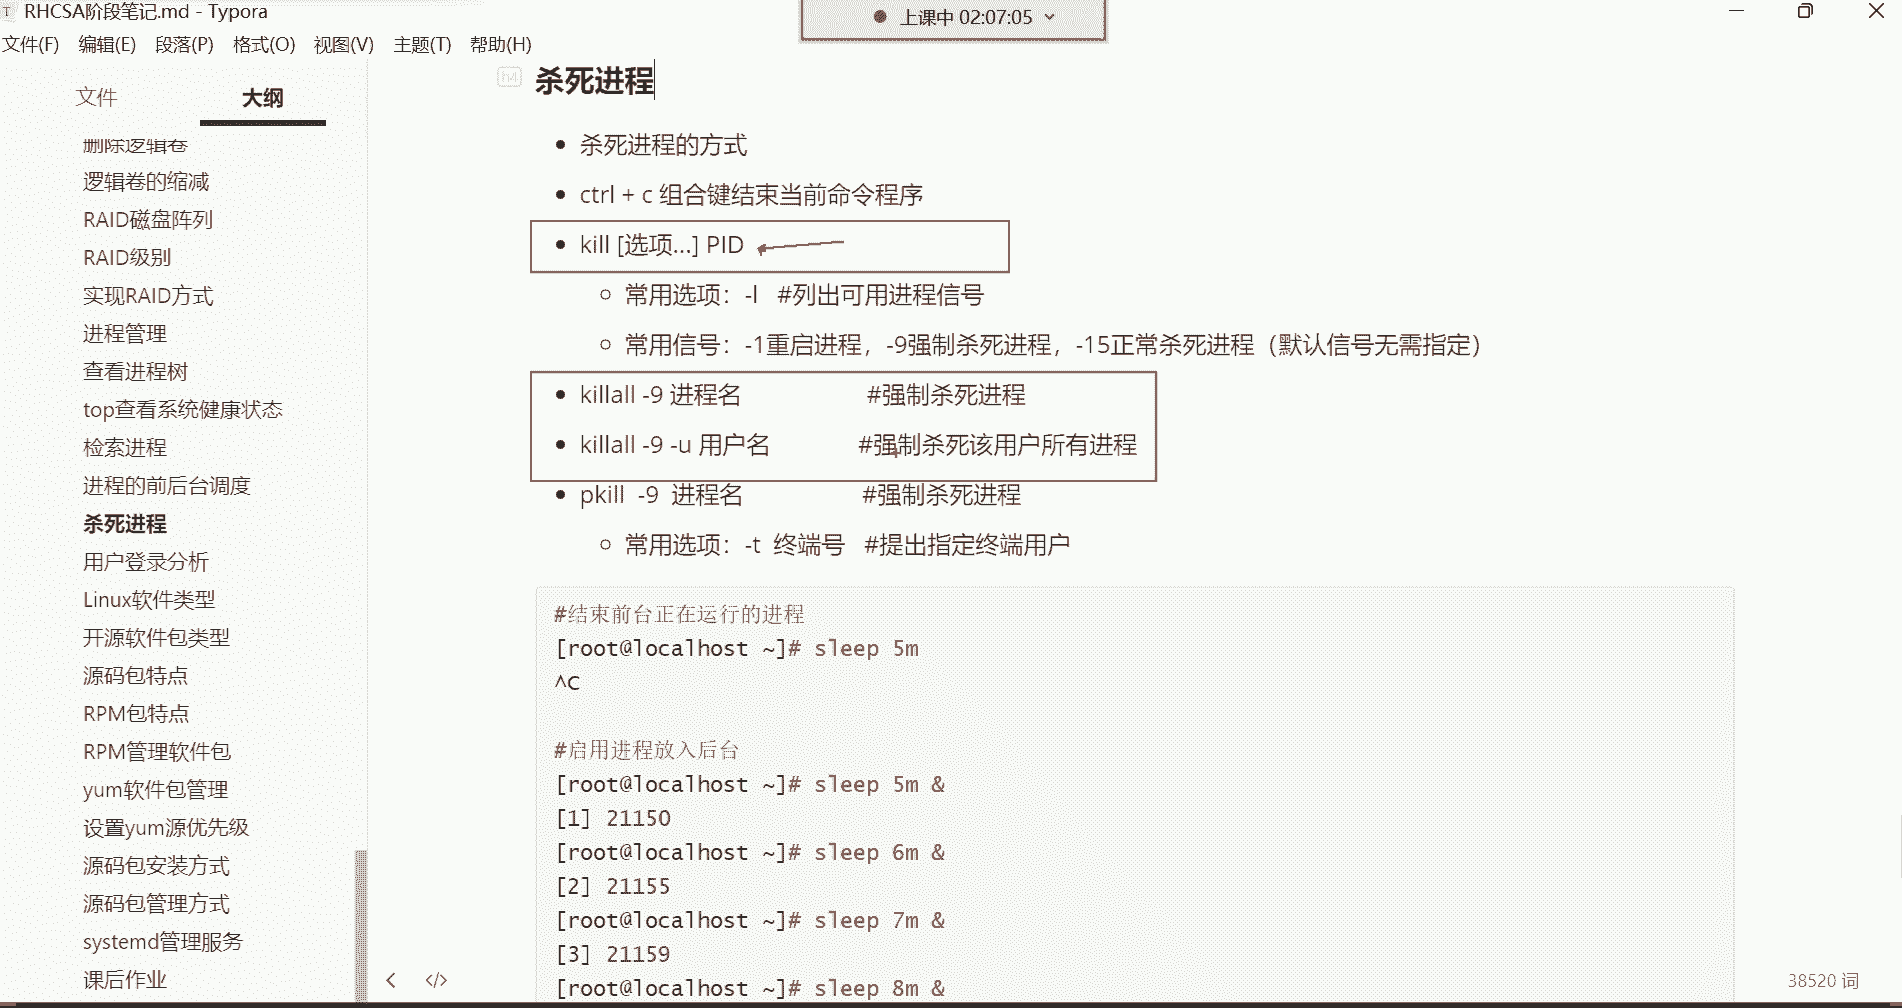 RHCSA阶段笔记.md - Typora
上课中 02:07:05
文件(F) 编辑(E) 段落(P) 格式(O) 视图(V) 主题(T) 帮助(H)
文件 大纲
删除逻辑卷
逻辑卷的缩减
RAID磁盘阵列
RAID级别
实现RAID方式
进程管理
查看进程树
top查看系统健康状态
检索进程
进程的前后台调度
杀死进程
用户登录分析
Linux软件类型
开源软件包类型
源码包特点
RPM包特点
RPM管理软件包
yum软件包管理
设置yum源优先级
源码包安装方式
源码包管理方式
systemd管理服务
课后作业
h4 杀死进程
杀死进程的方式
ctrl + c 组合键结束当前命令程序
kill [选项...] PID
常用选项：-l #列出可用进程信号
常用信号：-1重启进程，-9强制杀死进程，-15正常杀死进程（默认信号无需指定）
killall -9 进程名 #强制杀死进程
killall -9 -u 用户名 #强制杀死该用户所有进程
pkill -9 进程名 #强制杀死进程
常用选项：-t 终端号 #提出指定终端用户
#结束前台正在运行的进程
[root@localhost ~]# sleep 5m
^C
#启用进程放入后台
[root@localhost ~]# sleep 5m &
[1] 21150
[root@localhost ~]# sleep 6m &
[2] 21155
[root@localhost ~]# sleep 7m &
[3] 21159
[root@localhost ~]# sleep 8m &
38520 词